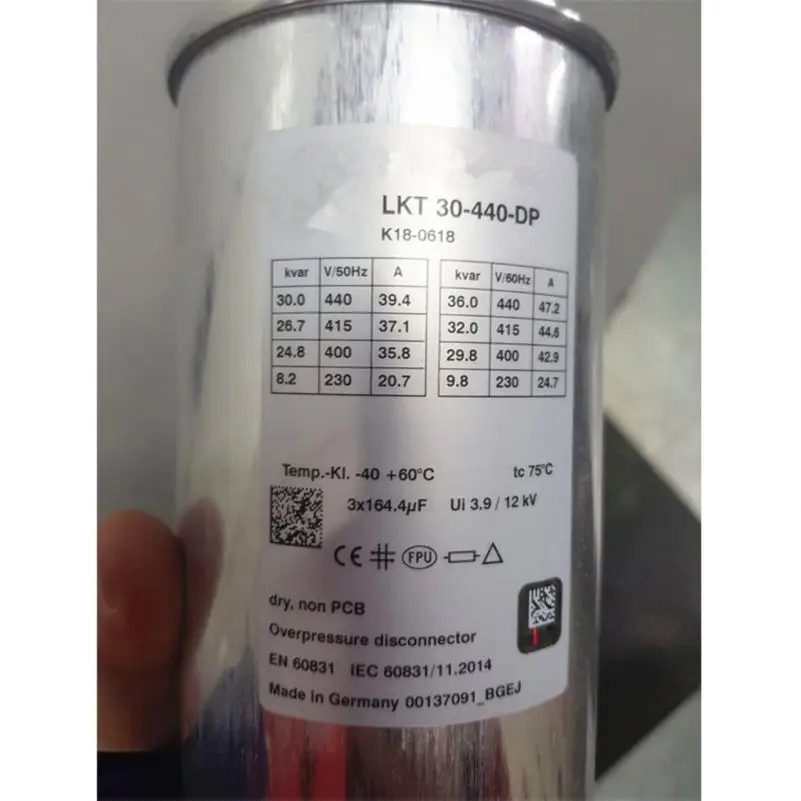 LKT 30-440-DP
K18-0618
kvar V/50Hz A kvar V/60Hz A
30.0 440 39.4 36.0 440 47.2
26.7 415 37.1 32.0 415 44.6
24.8 400 35.8 29.8 400 42.9
8.2 230 20.7 9.8 230 24.7
Temp.-Kl. -40 +60°C tc 75°C
3x164.4µF Ui 3.9 / 12 kV
CE FPU
dry, non PCB
Overpressure disconnector
EN 60831 IEC 60831/11.2014
Made in Germany 00137091_BGEJ